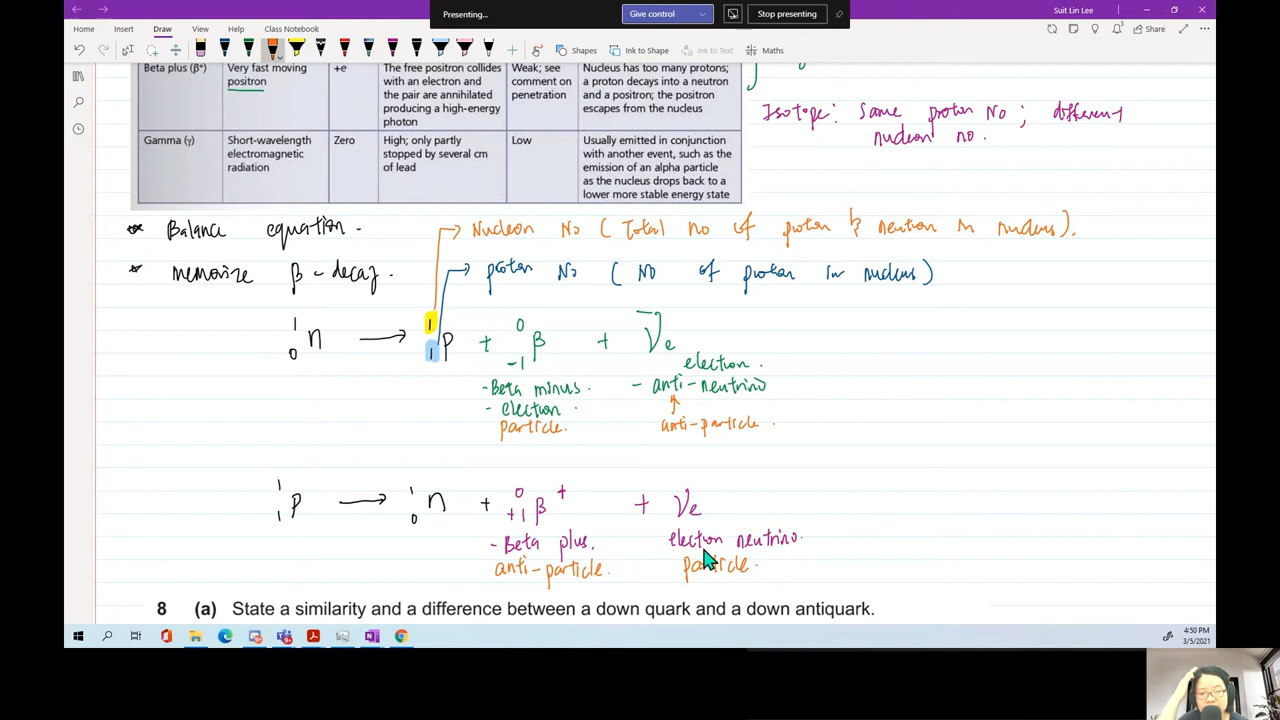 Presenting...
Give control
Stop presenting
Suit Lin Lee
Home Insert Draw View Help Class Notebook
Share
Shapes Ink to Shape Ink to Text Maths
Beta plus (β⁺) Very fast moving positron +e The free positron collides with an electron and the pair are annihilated producing a high-energy photon Weak; see comment on penetration Nucleus has too many protons; a proton decays into a neutron and a positron; the positron escapes from the nucleus
Gamma (γ) Short-wavelength electromagnetic radiation Zero High; only partly stopped by several cm of lead Low Usually emitted in conjunction with another event, such as the emission of an alpha particle as the nucleus drops back to a lower more stable energy state
Isotope: Same proton No ; different
nucleon no.
* Balance equation. → Nucleon No ( Total no of proton & neutron in nucleus ).
* memorize β - decay. → proton No ( No of proton in nucleus )
1 1 0
n → p + β + ν̄e
0 1 -1
electron.
- Beta minus. - anti-neutrino
- electron.
particle. anti-particle.
1 1 0
p → n + β⁺ + νe
1 0 +1
- Beta plus. electron neutrino.
anti-particle. particle.
8 (a) State a similarity and a difference between a down quark and a down antiquark.
4:50 PM
3/5/2021